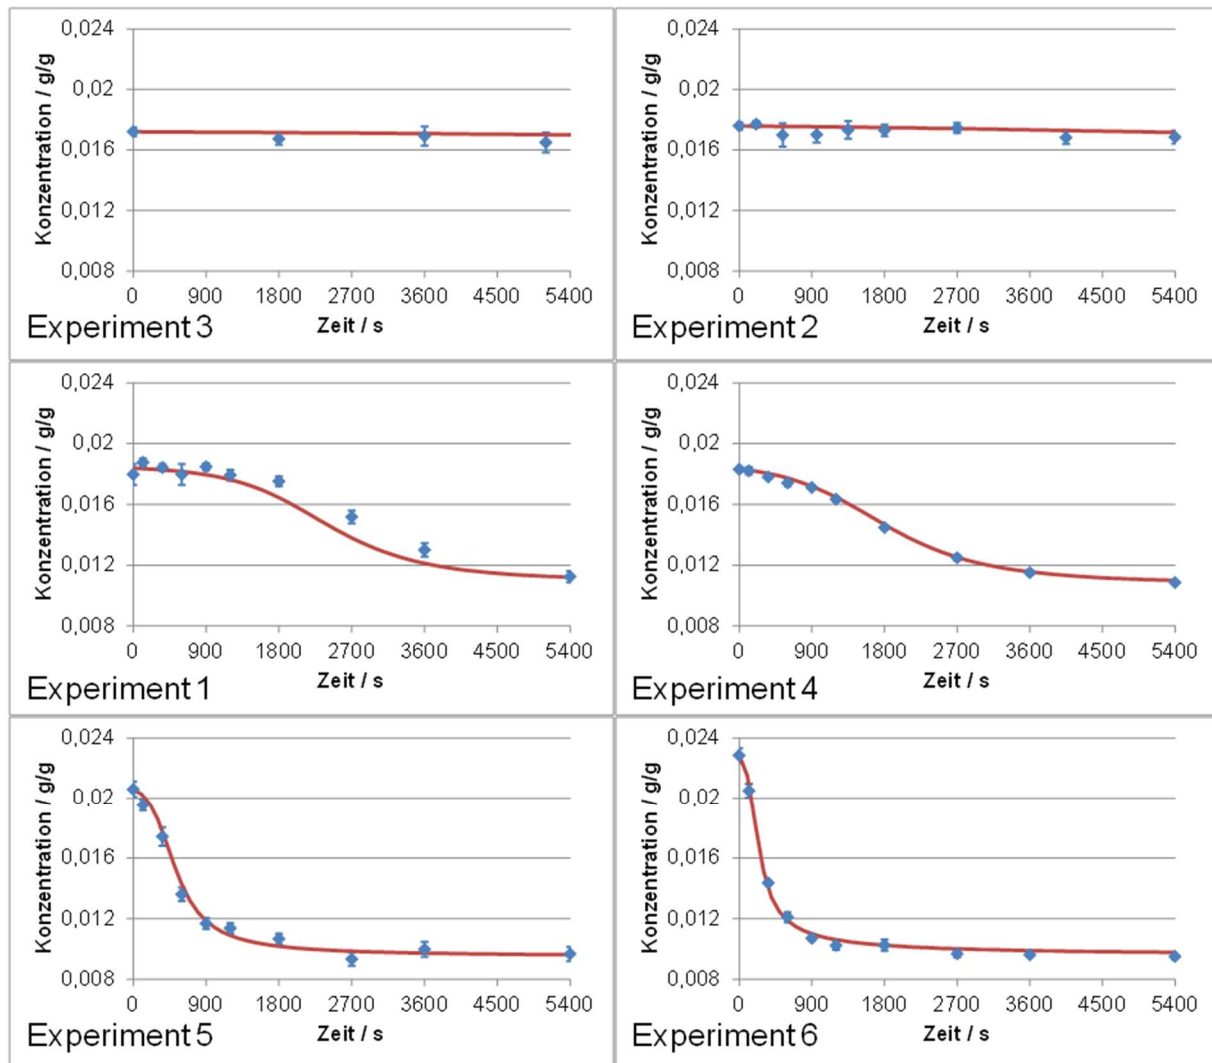 0,024
0,02
0,016
0,012
0,008
Konzentration / g/g
0 900 1800 2700 3600 4500 5400
Zeit / s
Experiment 3
0,024
0,02
0,016
0,012
0,008
Konzentration / g/g
0 900 1800 2700 3600 4500 5400
Zeit / s
Experiment 2
0,024
0,02
0,016
0,012
0,008
Konzentration / g/g
0 900 1800 2700 3600 4500 5400
Zeit / s
Experiment 1
0,024
0,02
0,016
0,012
0,008
Konzentration / g/g
0 900 1800 2700 3600 4500 5400
Zeit / s
Experiment 4
0,024
0,02
0,016
0,012
0,008
Konzentration / g/g
0 900 1800 2700 3600 4500 5400
Zeit / s
Experiment 5
0,024
0,02
0,016
0,012
0,008
Konzentration / g/g
0 900 1800 2700 3600 4500 5400
Zeit / s
Experiment 6